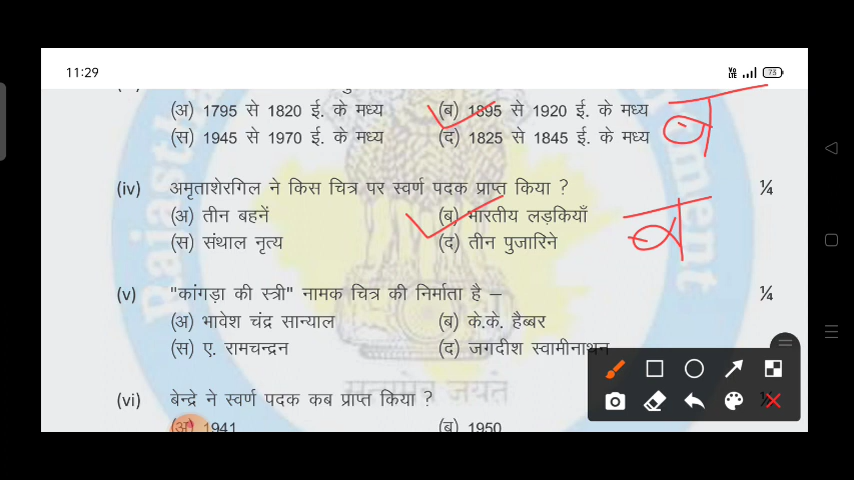 11:29
(अ) 1795 से 1820 ई. के मध्य (ब) 1895 से 1920 ई. के मध्य
(स) 1945 से 1970 ई. के मध्य (द) 1825 से 1845 ई. के मध्य
ब
(iv) अमृताशेरगिल ने किस चित्र पर स्वर्ण पदक प्राप्त किया ? ¼
(अ) तीन बहनें (ब) भारतीय लड़कियाँ
(स) संथाल नृत्य (द) तीन पुजारिने
ब
(v) "कांगड़ा की स्त्री" नामक चित्र की निर्माता है – ¼
(अ) भावेश चंद्र सान्याल (ब) के.के. हैब्बर
(स) ए. रामचन्द्रन (द) जगदीश स्वामीनाथन
सत्यमेव जयते
(vi) बेन्द्रे ने स्वर्ण पदक कब प्राप्त किया ?
(अ) 1941 (ब) 1950